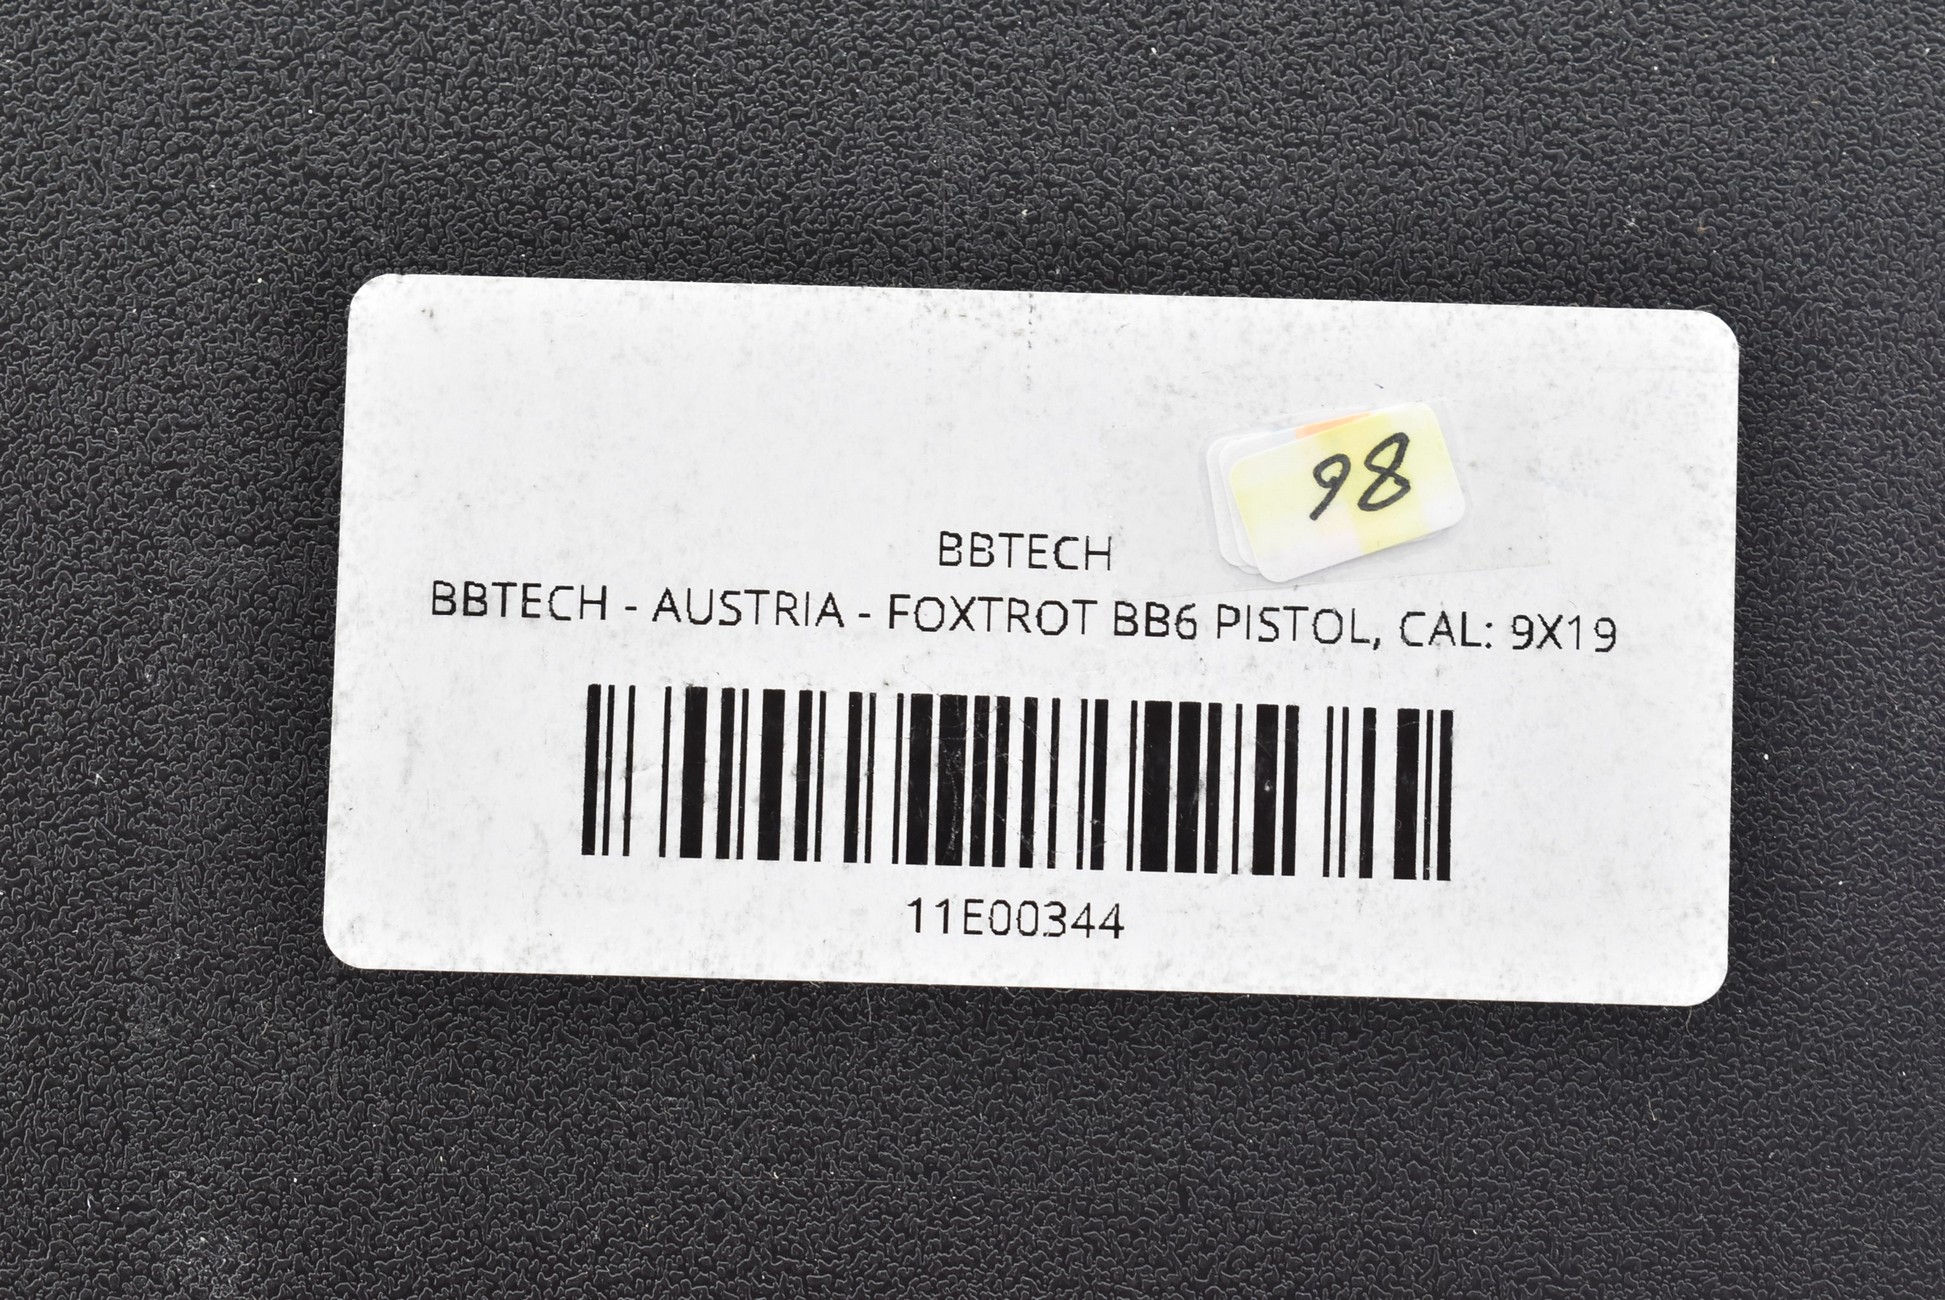 98
BBTECH
BBTECH - AUSTRIA - FOXTROT BB6 PISTOL, CAL: 9X19
11E00344